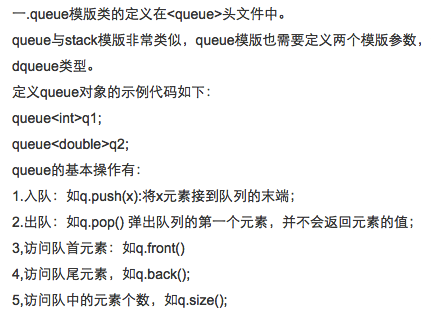 一.queue模版类的定义在<queue>头文件中。
queue与stack模版非常类似，queue模版也需要定义两个模版参数，
dqueue类型。
定义queue对象的示例代码如下：
queue<int>q1;
queue<double>q2;
queue的基本操作有：
1.入队：如q.push(x):将x元素接到队列的末端；
2.出队：如q.pop() 弹出队列的第一个元素，并不会返回元素的值；
3,访问队首元素：如q.front()
4,访问队尾元素，如q.back();
5,访问队中的元素个数，如q.size();